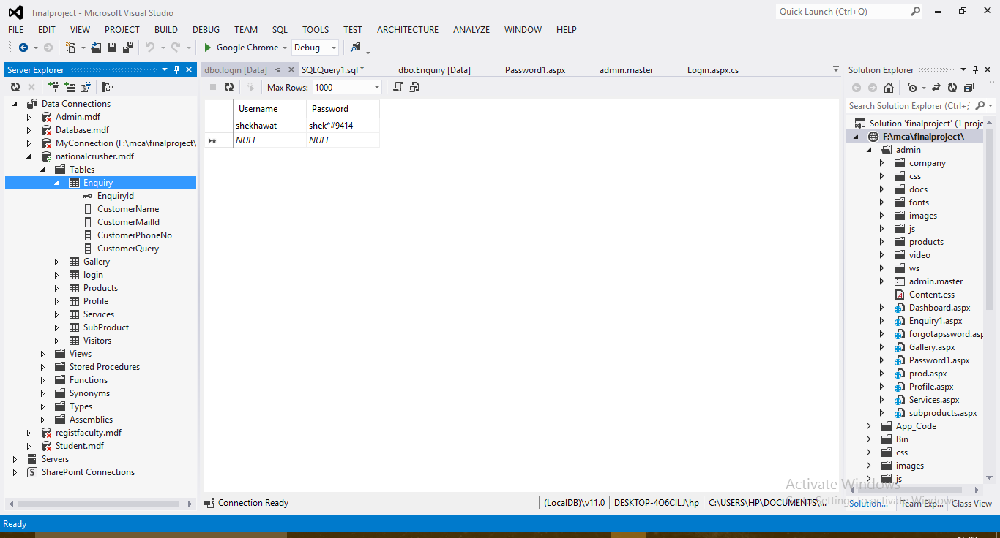 finalproject - Microsoft Visual Studio
Quick Launch (Ctrl+Q)
FILE EDIT VIEW PROJECT BUILD DEBUG TEAM SQL TOOLS TEST ARCHITECTURE ANALYZE WINDOW HELP
Google Chrome Debug
Server Explorer
dbo.login [Data] SQLQuery1.sql * dbo.Enquiry [Data] Password1.aspx admin.master Login.aspx.cs
Solution Explorer
Max Rows: 1000
Search Solution Explorer (Ctrl+;
Data Connections
Admin.mdf
Database.mdf
MyConnection (F:\mca\finalproject\
nationalcrusher.mdf
Tables
Enquiry
EnquiryId
CustomerName
CustomerMailId
CustomerPhoneNo
CustomerQuery
Gallery
login
Products
Profile
Services
SubProduct
Visitors
Views
Stored Procedures
Functions
Synonyms
Types
Assemblies
registfaculty.mdf
Student.mdf
Servers
SharePoint Connections
Username Password
shekhawat shek*#9414
NULL NULL
Solution 'finalproject' (1 proje
F:\mca\finalproject\
admin
company
css
docs
fonts
images
js
products
video
ws
admin.master
Content.css
Dashboard.aspx
Enquiry1.aspx
forgotapssword.asp
Gallery.aspx
Password1.aspx
prod.aspx
Profile.aspx
Services.aspx
subproducts.aspx
App_Code
Bin
css
images
js
Activate Windows
Go to Settings to activate Windows.
Connection Ready
(LocalDB)\v11.0 DESKTOP-4O6CILJ\hp C:\USERS\HP\DOCUMENTS\...
Solution... Team Exp... Class View
Ready